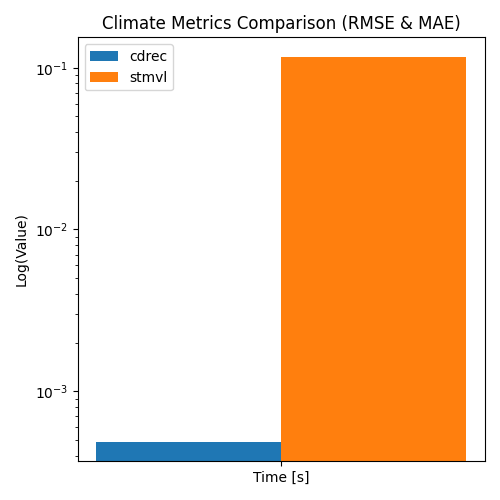 Climate Metrics Comparison (RMSE & MAE)
cdrec
stmvl
10⁻¹
10⁻²
10⁻³
Log(Value)
Time [s]